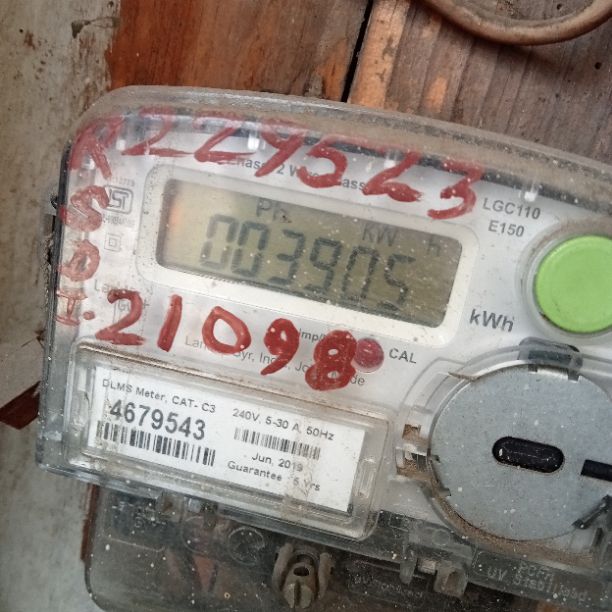 R229523
RSDI-21098
LGC110
E150
003905
kWh
CAL
DLMS Meter, CAT- C3
4679543
240V, 5-30 A, 50Hz
Jun, 2019
Guarantee 5 Yrs